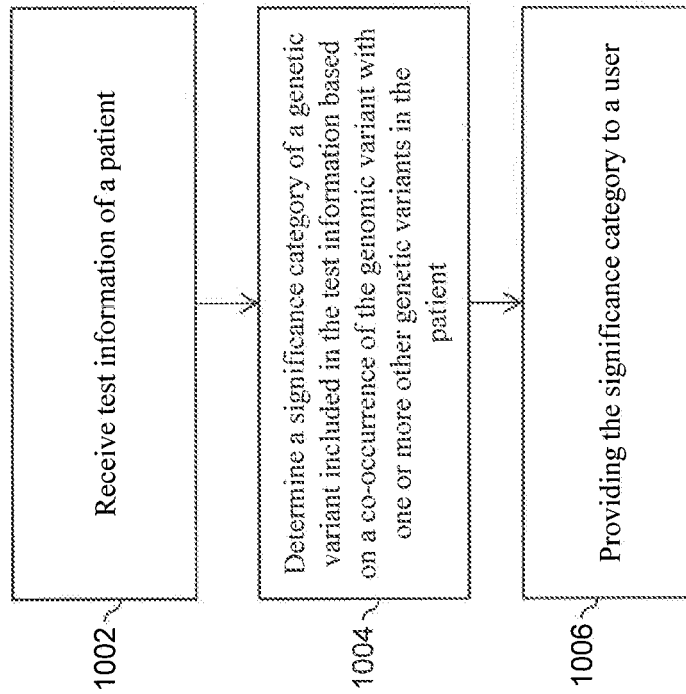 1002
Receive test information of a patient
1004
Determine a significance category of a genetic
variant included in the test information based
on a co-occurrence of the genomic variant with
one or more other genetic variants in the
patient
1006
Providing the significance category to a user